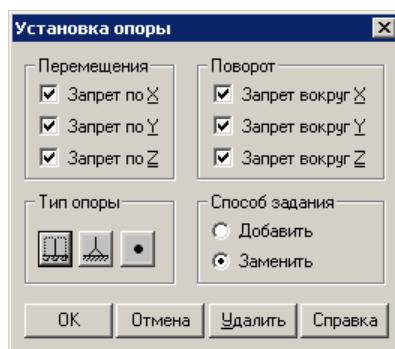 Установка опоры
Перемещения
Запрет по X
Запрет по Y
Запрет по Z
Поворот
Запрет вокруг X
Запрет вокруг Y
Запрет вокруг Z
Тип опоры
Способ задания
Добавить
Заменить
OK Отмена Удалить Справка